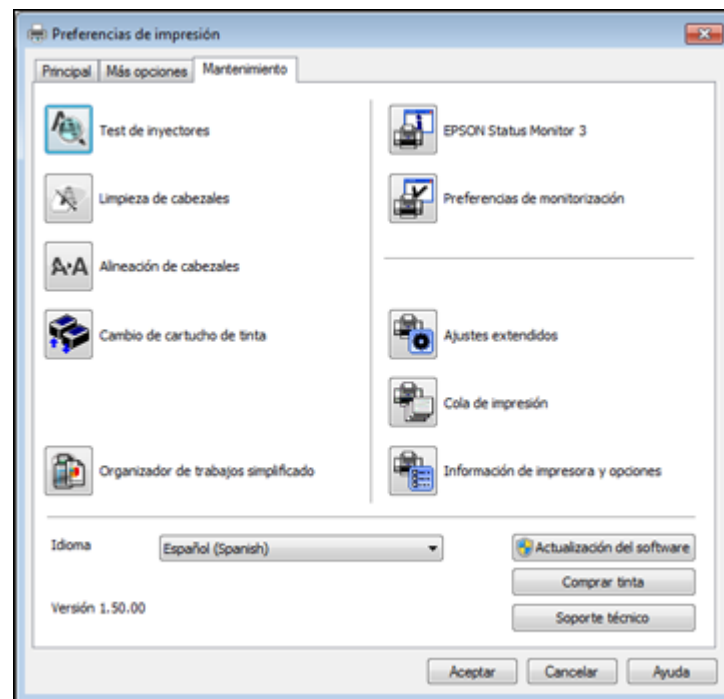 Preferencias de impresión
Principal
Más opciones
Mantenimiento
Test de inyectores
Limpieza de cabezales
A·A Alineación de cabezales
Cambio de cartucho de tinta
Organizador de trabajos simplificado
EPSON Status Monitor 3
Preferencias de monitorización
Ajustes extendidos
Cola de impresión
Información de impresora y opciones
Idioma
Español (Spanish)
Versión 1.50.00
Actualización del software
Comprar tinta
Soporte técnico
Aceptar
Cancelar
Ayuda